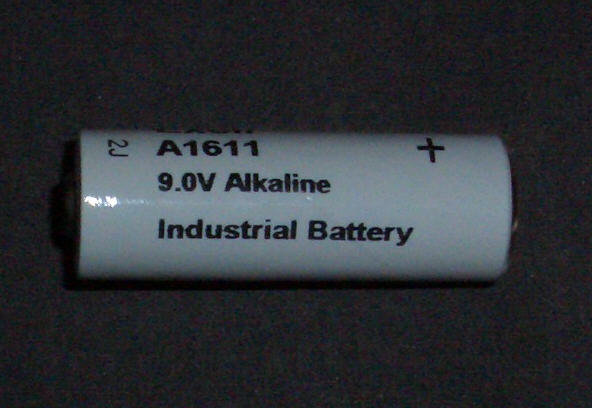 A1611
+
9.0V Alkaline
Industrial Battery
2J